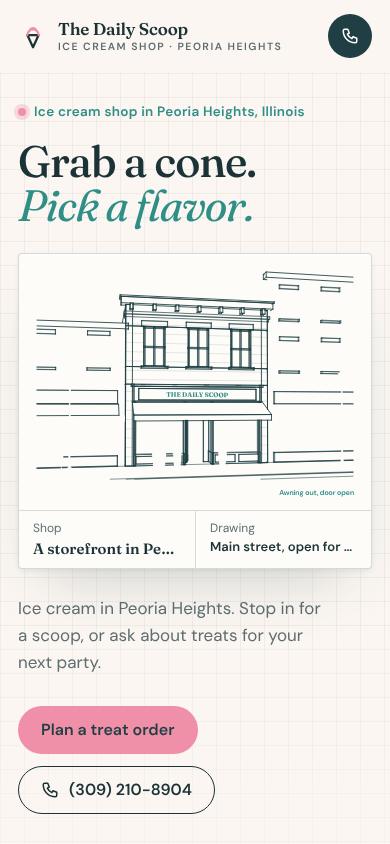 The Daily Scoop
ICE CREAM SHOP · PEORIA HEIGHTS
Ice cream shop in Peoria Heights, Illinois
Grab a cone.
Pick a flavor.
THE DAILY SCOOP
Awning out, door open
Shop
A storefront in Pe...
Drawing
Main street, open for ...
Ice cream in Peoria Heights. Stop in for
a scoop, or ask about treats for your
next party.
Plan a treat order
(309) 210-8904